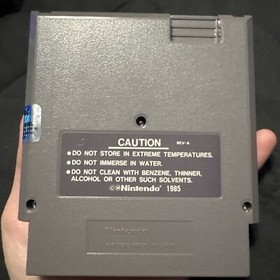 CAUTION REV-A
• DO NOT STORE IN EXTREME TEMPERATURES.
• DO NOT IMMERSE IN WATER.
• DO NOT CLEAN WITH BENZENE, THINNER,
ALCOHOL OR OTHER SUCH SOLVENTS.
©Nintendo® 1985
Nintendo